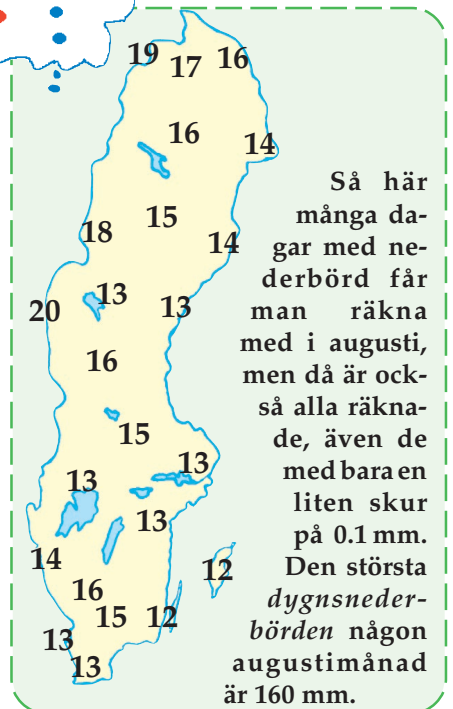 19 17 16
16
14
15
18
14
13
20
13
16
15
13
13
13
14
12
16
15 12
13
13
Så här
många da-
gar med ne-
derbörd får
man räkna
med i augusti,
men då är ock-
så alla räkna-
de, även de
med bara en
liten skur
på 0.1 mm.
Den största
dygnsneder-
börden någon
augustimånad
är 160 mm.